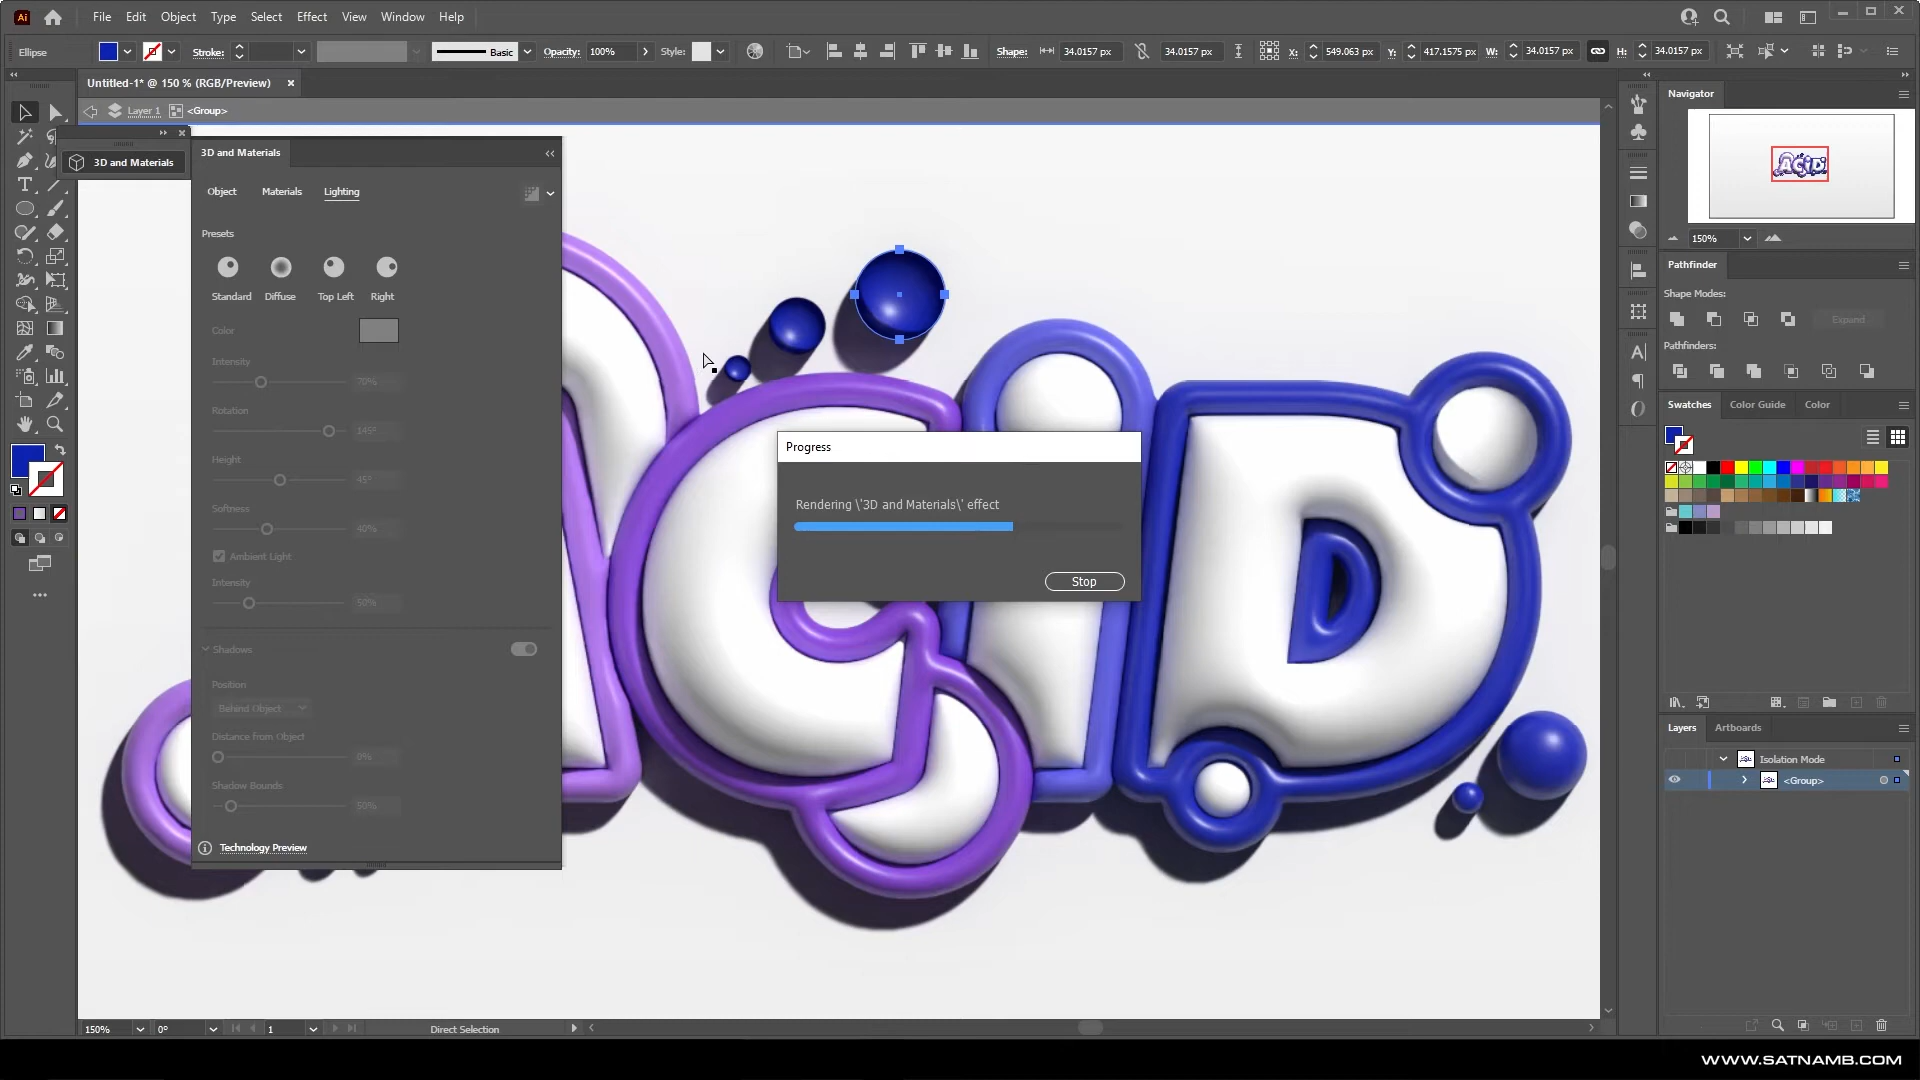 Ai File Edit Object Type Select Effect View Window Help
Ellipse Stroke: Basic Opacity: 100% Style: Shape: 34.0157 px 34.0157 px X: 549.063 px Y: 417.1575 px W: 34.0157 px H: 34.0157 px
Untitled-1* @ 150 % (RGB/Preview)
Layer 1 <Group>
3D and Materials
3D and Materials
Object Materials Lighting
Presets
Standard Diffuse Top Left Right
Color
Intensity
70%
Rotation
145°
Height
45°
Softness
40%
Ambient Light
Intensity
50%
Shadows
Position
Behind Object
Distance from Object
0%
Shadow Bounds
50%
Technology Preview
ACiD
Progress
Rendering \'3D and Materials\' effect
Stop
Navigator
ACiD
150%
Pathfinder
Shape Modes:
Expand
Pathfinders:
Swatches Color Guide Color
Layers Artboards
Isolation Mode
<Group>
150% 0° 1 Direct Selection
WWW.SATNAMB.COM